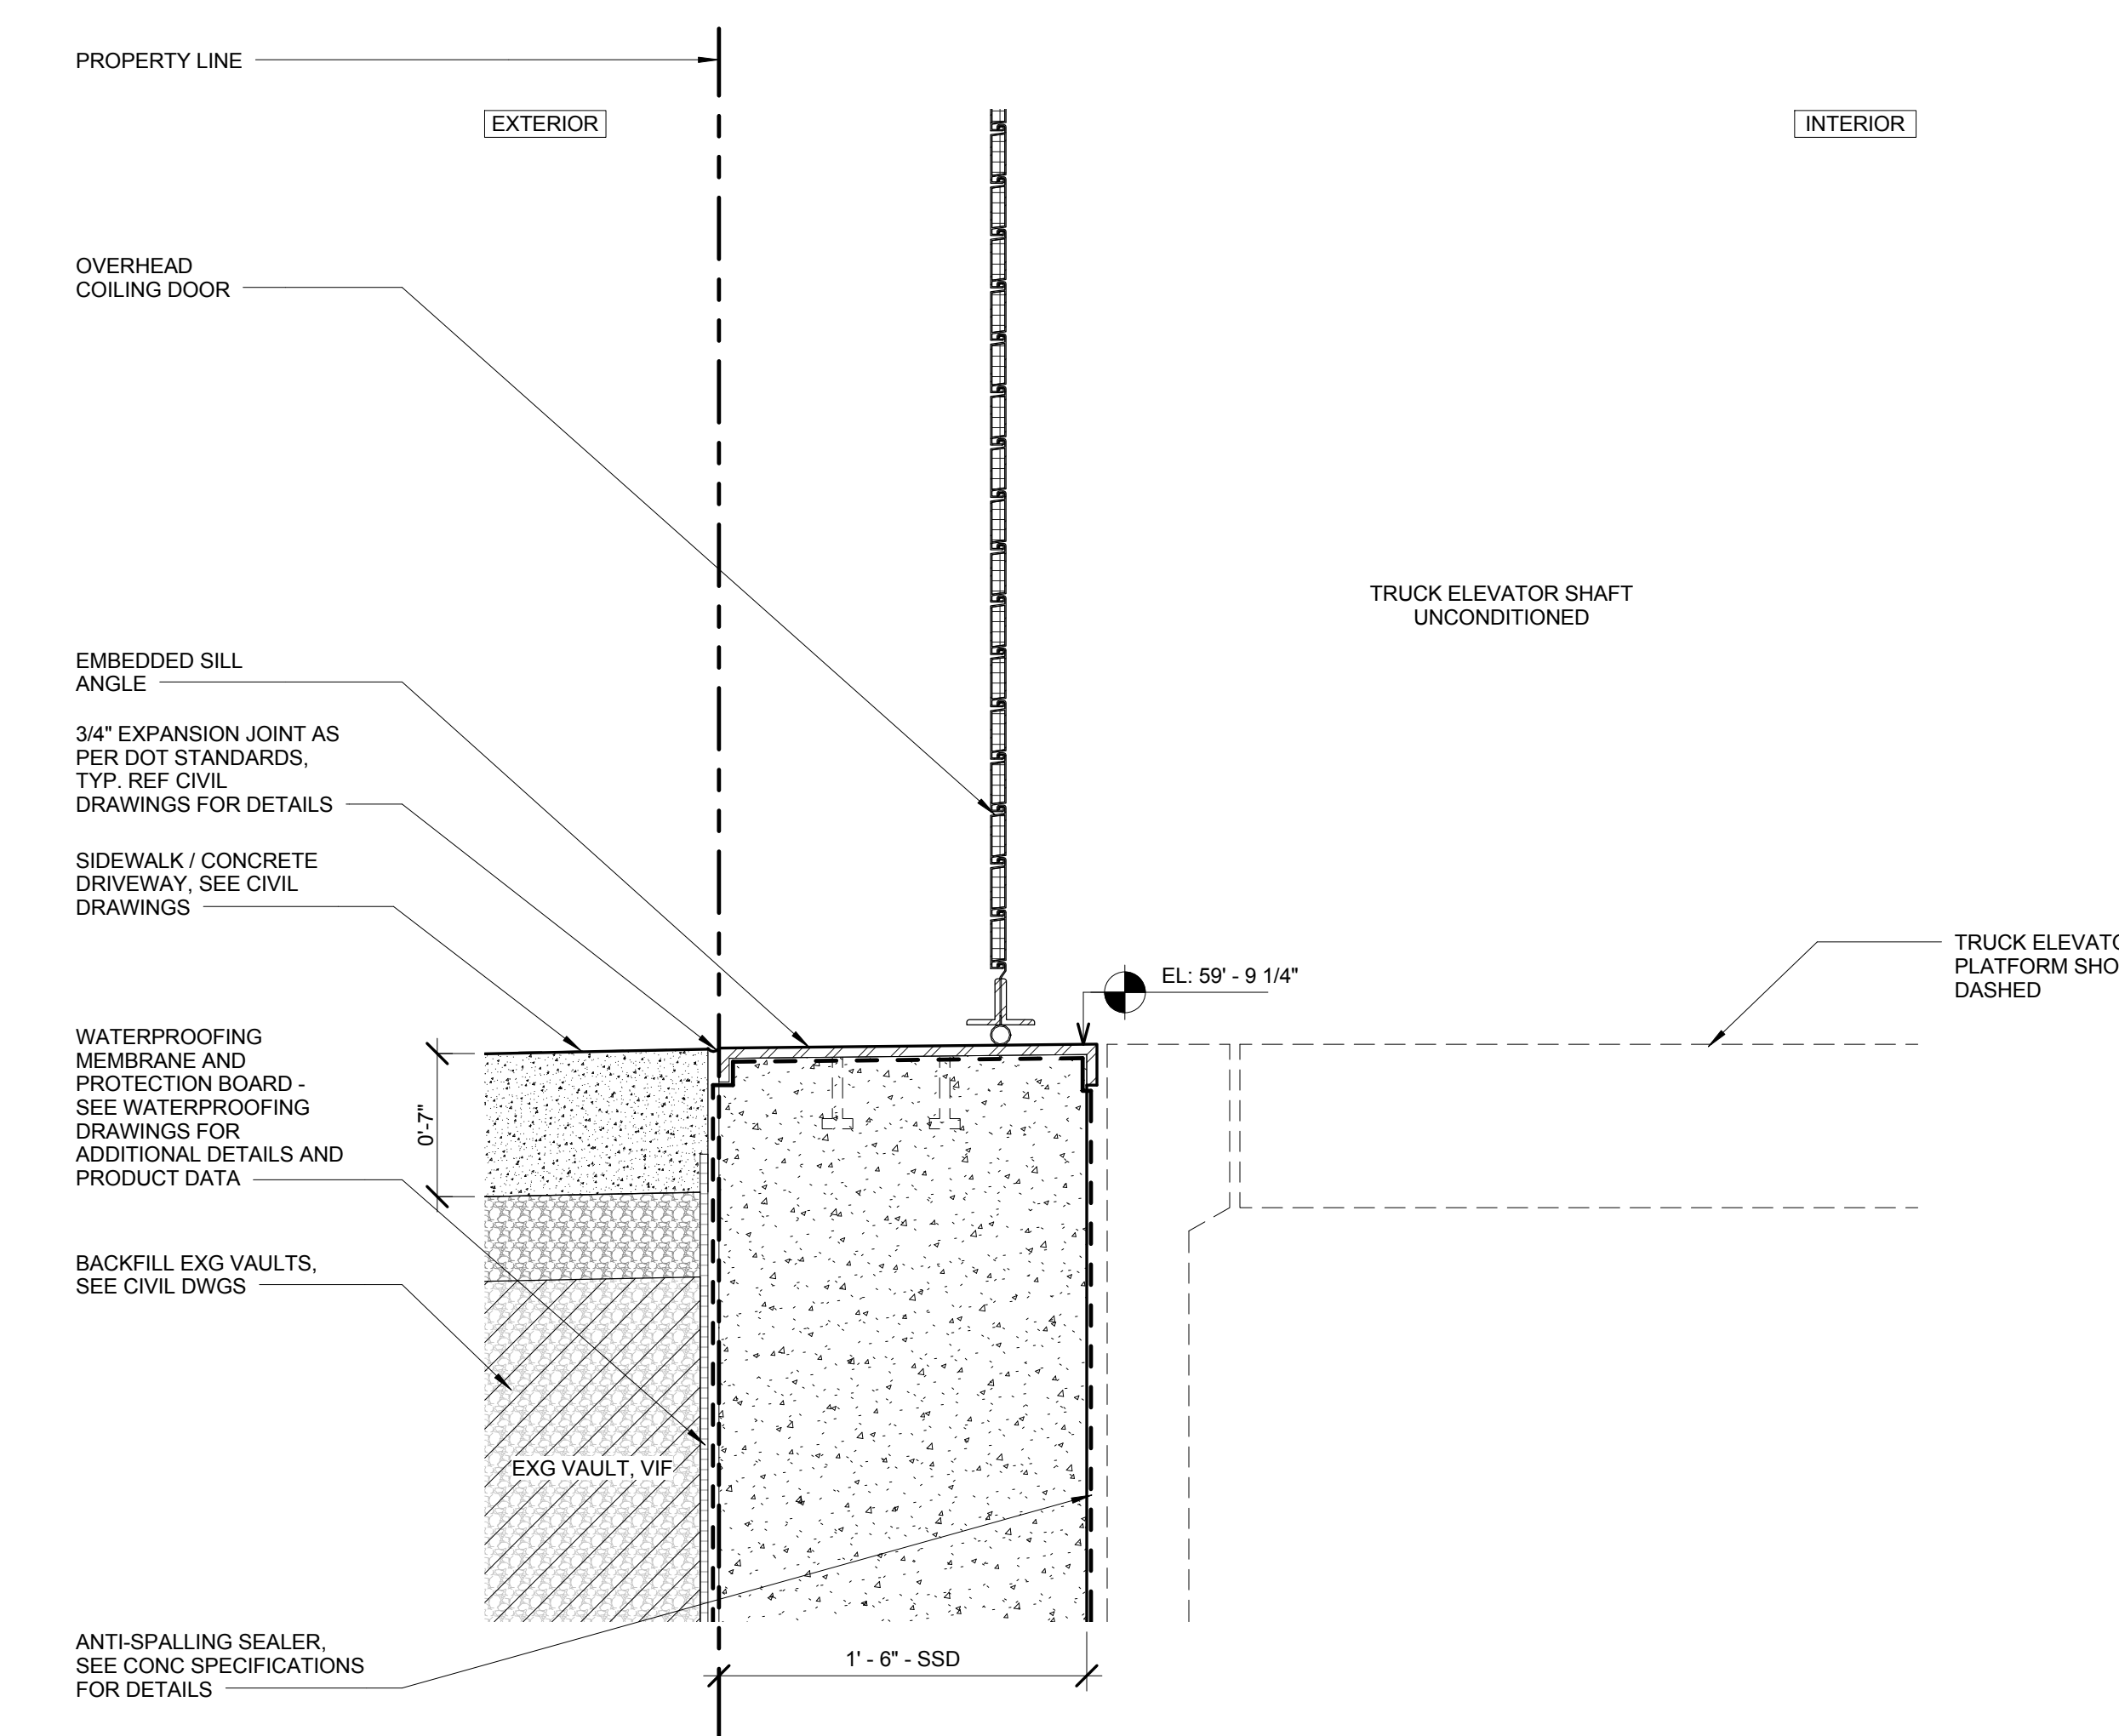 PROPERTY LINE
EXTERIOR
INTERIOR
OVERHEAD
COILING DOOR
TRUCK ELEVATOR SHAFT
UNCONDITIONED
EMBEDDED SILL
ANGLE
3/4" EXPANSION JOINT AS
PER DOT STANDARDS,
TYP. REF CIVIL
DRAWINGS FOR DETAILS
SIDEWALK / CONCRETE
DRIVEWAY, SEE CIVIL
DRAWINGS
EL: 59' - 9 1/4"
TRUCK ELEVATO
PLATFORM SHO
DASHED
WATERPROOFING
MEMBRANE AND
PROTECTION BOARD -
SEE WATERPROOFING
DRAWINGS FOR
ADDITIONAL DETAILS AND
PRODUCT DATA
0'-7"
BACKFILL EXG VAULTS,
SEE CIVIL DWGS
EXG VAULT, VIF
ANTI-SPALLING SEALER,
SEE CONC SPECIFICATIONS
FOR DETAILS
1' - 6" - SSD